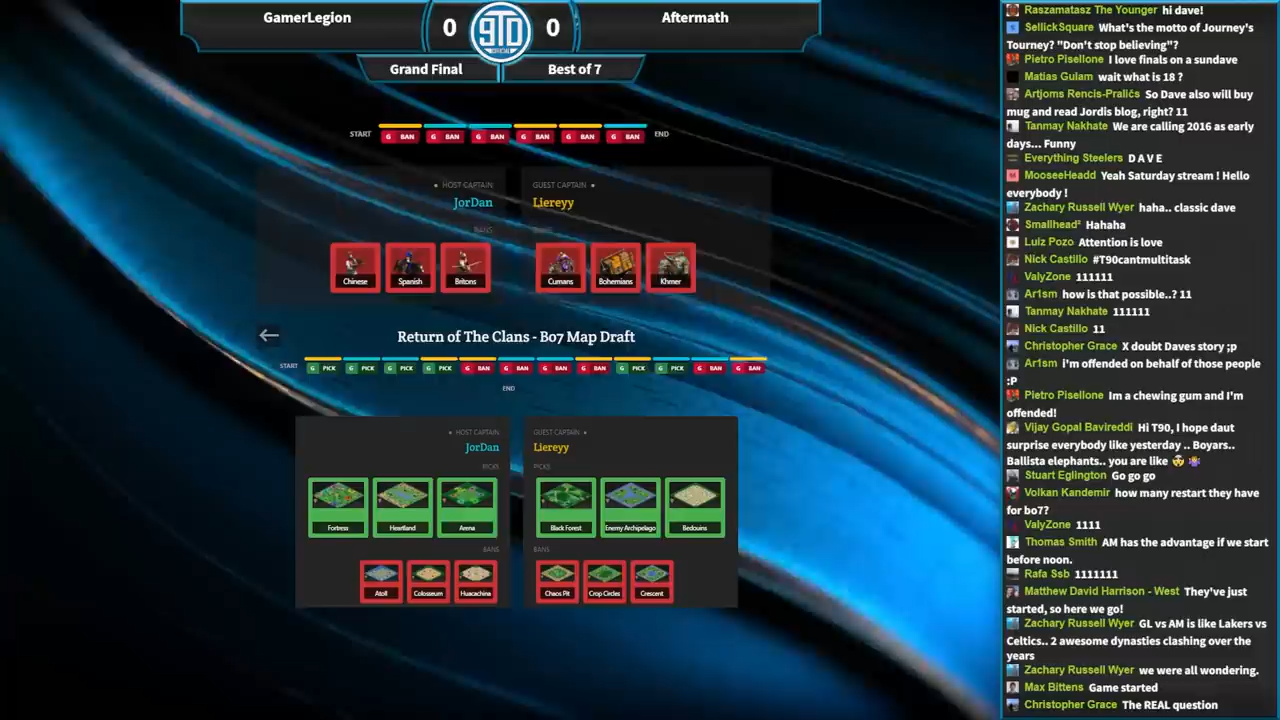 GamerLegion
0
9TD
0
Aftermath
Grand Final
Best of 7
START
G BAN
G BAN
G BAN
G BAN
G BAN
G BAN
END
HOST CAPTAIN
JorDan
BANS
Chinese
Spanish
Britons
GUEST CAPTAIN
Liereyy
Cumans
Bohemians
Khmer
Return of The Clans - Bo7 Map Draft
START
G PICK
G PICK
G PICK
G PICK
G BAN
G BAN
G BAN
G BAN
G PICK
G PICK
G BAN
G BAN
END
HOST CAPTAIN
JorDan
PICKS
Fortress
Heartland
Arena
BANS
Atoll
Colosseum
Huacachina
GUEST CAPTAIN
Liereyy
PICKS
Black Forest
Enemy Archipelago
Bedouins
BANS
Chaos Pit
Crop Circles
Crescent
Raszamatasz The Younger hi dave!
SellickSquare What's the motto of Journey's
Tourney? "Don't stop believing"?
Pietro Pisellone I love finals on a sundave
Matias Gulam wait what is 18 ?
Artjoms Rencis-Praličs So Dave also will buy
mug and read Jordis blog, right? 11
Tanmay Nakhate We are calling 2016 as early
days... Funny
Everything Steelers D A V E
MooseeHeadd Yeah Saturday stream ! Hello
everybody !
Zachary Russell Wyer haha.. classic dave
Smallhead² Hahaha
Luiz Pozo Attention is love
Nick Castillo #T90cantmultitask
ValyZone 111111
Ar1sm how is that possible..? 11
Tanmay Nakhate 111111
Nick Castillo 11
Christopher Grace X doubt Daves story ;p
Ar1sm i'm offended on behalf of those people
:P
Pietro Pisellone Im a chewing gum and I'm
offended!
Vijay Gopal Bavireddi Hi T90, I hope daut
surprise everybody like yesterday .. Boyars..
Ballista elephants.. you are like 🤯 🤷‍♀️
Stuart Eglington Go go go
Volkan Kandemir how many restart they have
for bo7?
ValyZone 1111
Thomas Smith AM has the advantage if we start
before noon.
Rafa Ssb 1111111
Matthew David Harrison - West They've just
started, so here we go!
Zachary Russell Wyer GL vs AM is like Lakers vs
Celtics.. 2 awesome dynasties clashing over the
years
Zachary Russell Wyer we were all wondering.
Max Bittens Game started
Christopher Grace The REAL question